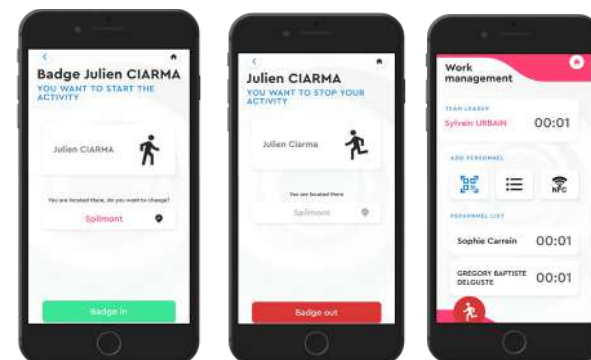 Badge Julien CIARMA
YOU WANT TO START THE
ACTIVITY
Julien CIARMA
You are located there, do you want to change?
Spilmont
Badge in
Julien CIARMA
YOU WANT TO STOP YOUR
ACTIVITY
Julien Ciarma
You are located there
Spilmont
Badge out
Work
management
TEAM LEADER
Sylvain URBAIN 00:01
ADD PERSONNEL
NFC
PERSONNEL LIST
Sophie Carrein 00:01
GREGORY BAPTISTE
DELGUSTE 00:01